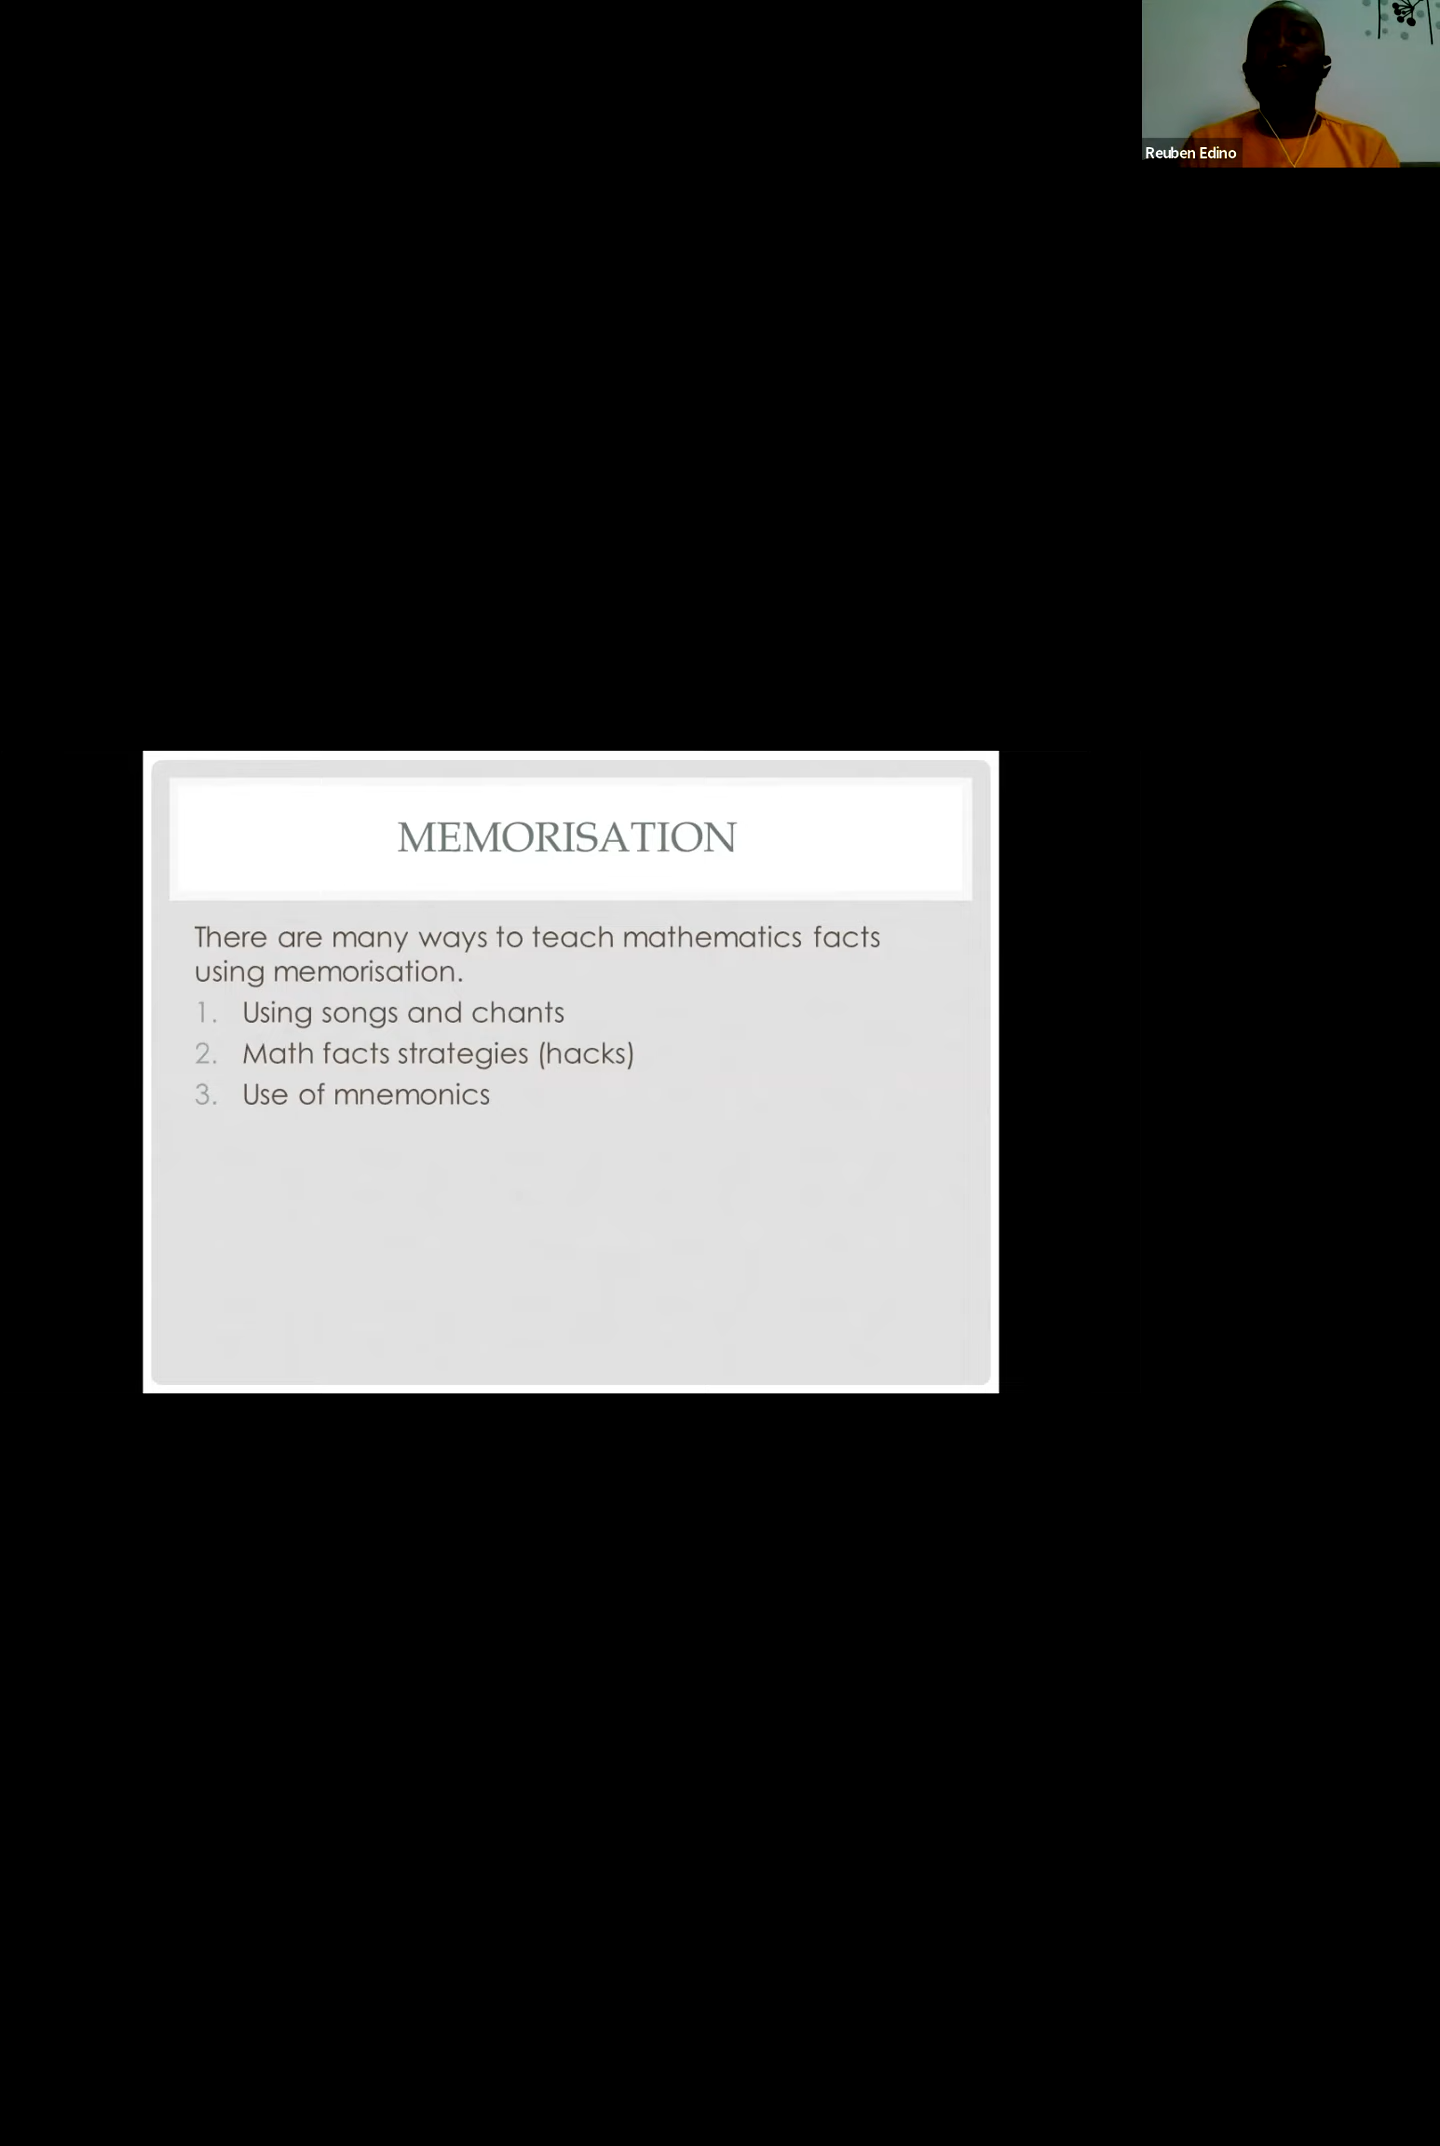 Reuben Edino
MEMORISATION
There are many ways to teach mathematics facts
using memorisation.
1. Using songs and chants
2. Math facts strategies (hacks)
3. Use of mnemonics